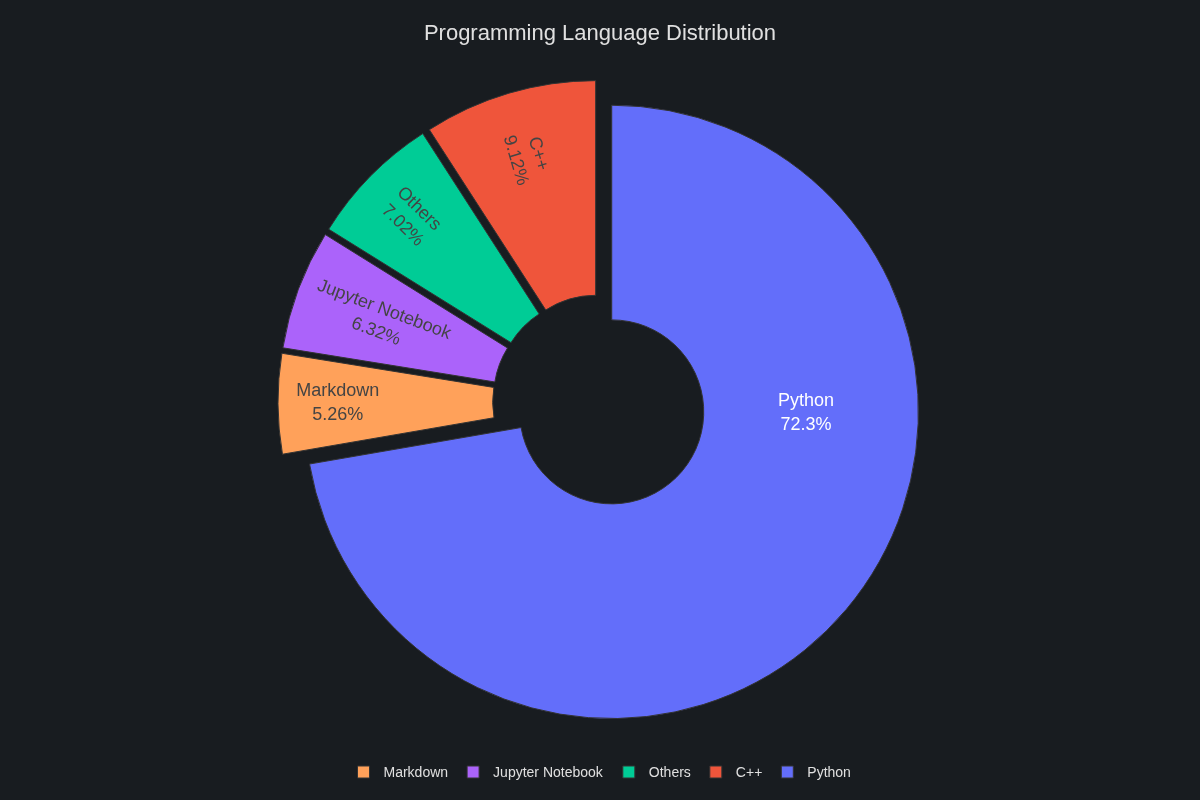 Programming Language Distribution
C++
9.12%
Others
7.02%
Jupyter Notebook
6.32%
Markdown
5.26%
Python
72.3%
Markdown
Jupyter Notebook
Others
C++
Python